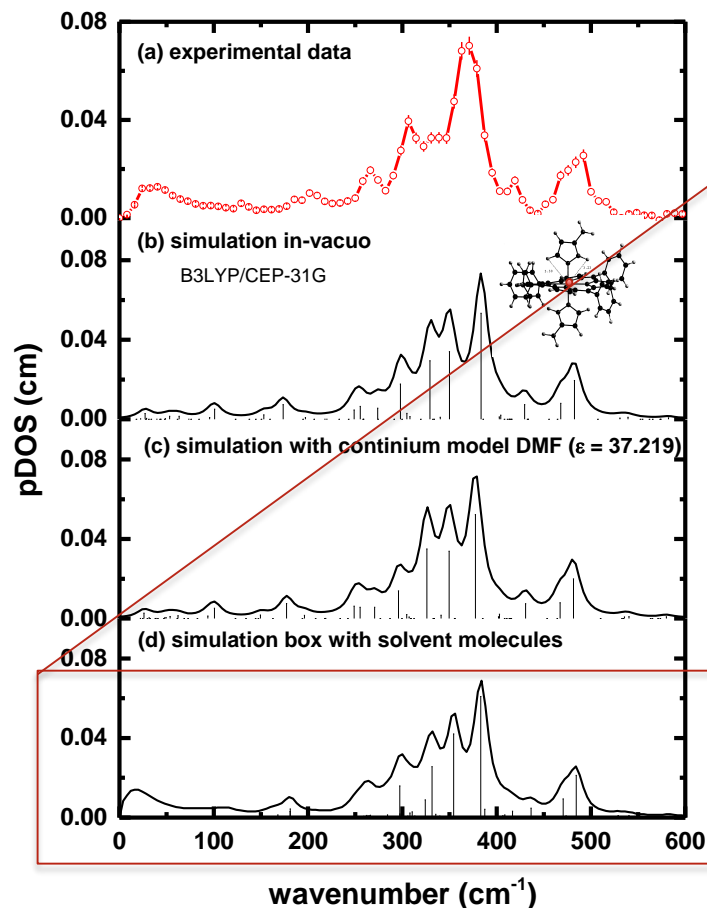 0.08
(a) experimental data
0.04
0.00
(b) simulation in-vacuo
0.08
B3LYP/CEP-31G
0.04
0.00
(c) simulation with continium model DMF (ε = 37.219)
0.08
0.04
0.00
(d) simulation box with solvent molecules
0.08
0.04
0.00
0 100 200 300 400 500 600
wavenumber (cm-1)
pDOS (cm)